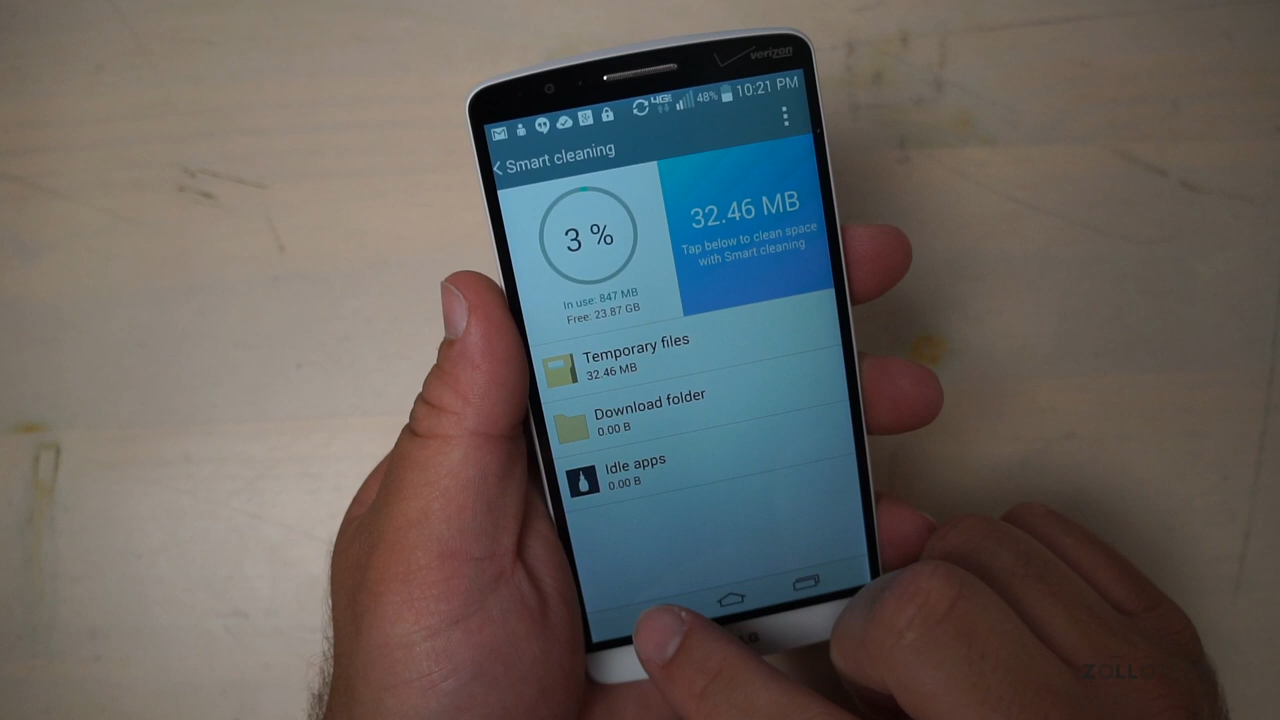 verizon
4G 48% 10:21 PM
Smart cleaning
3 %
In use: 847 MB
Free: 23.87 GB
32.46 MB
Tap below to clean space
with Smart cleaning
Temporary files
32.46 MB
Download folder
0.00 B
Idle apps
0.00 B
LG